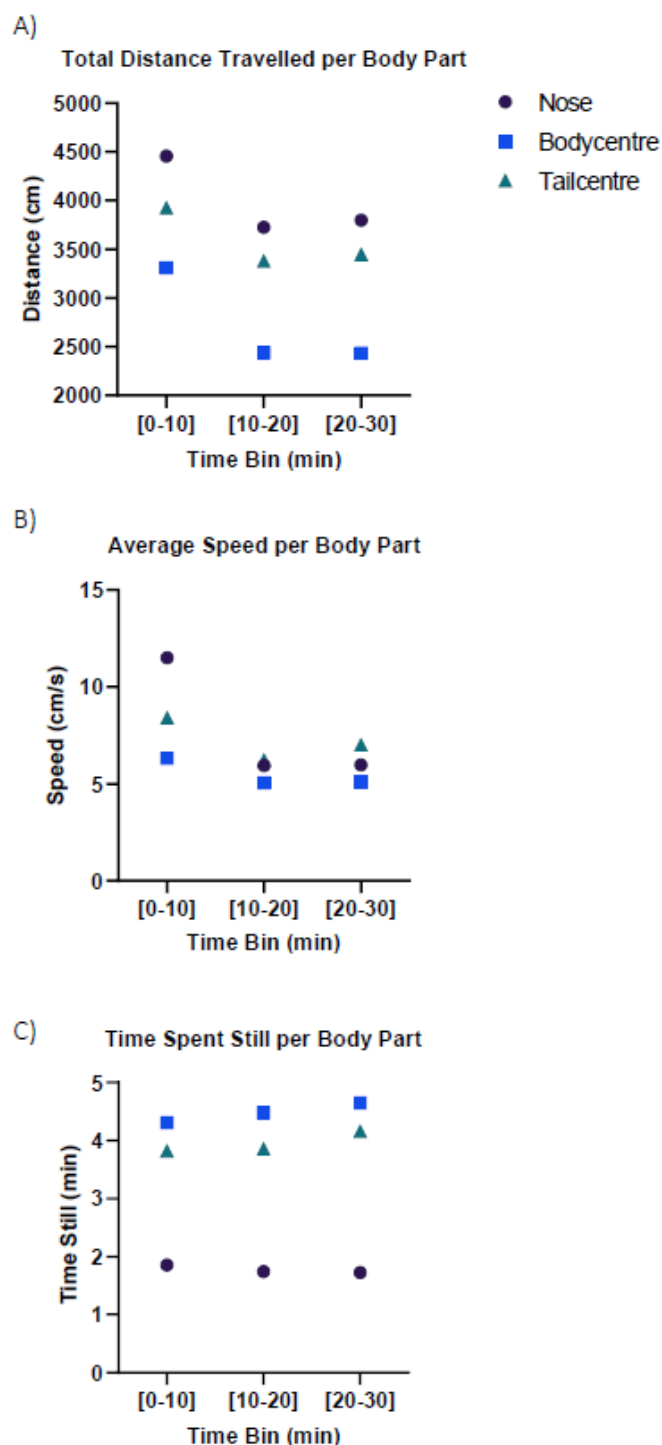 A)
Total Distance Travelled per Body Part
5000
4500
4000
3500
3000
2500
2000
Distance (cm)
[0-10] [10-20] [20-30]
Time Bin (min)
Nose
Bodycentre
Tailcentre
B)
Average Speed per Body Part
15
10
5
0
Speed (cm/s)
[0-10] [10-20] [20-30]
Time Bin (min)
C)
Time Spent Still per Body Part
5
4
3
2
1
0
Time Still (min)
[0-10] [10-20] [20-30]
Time Bin (min)